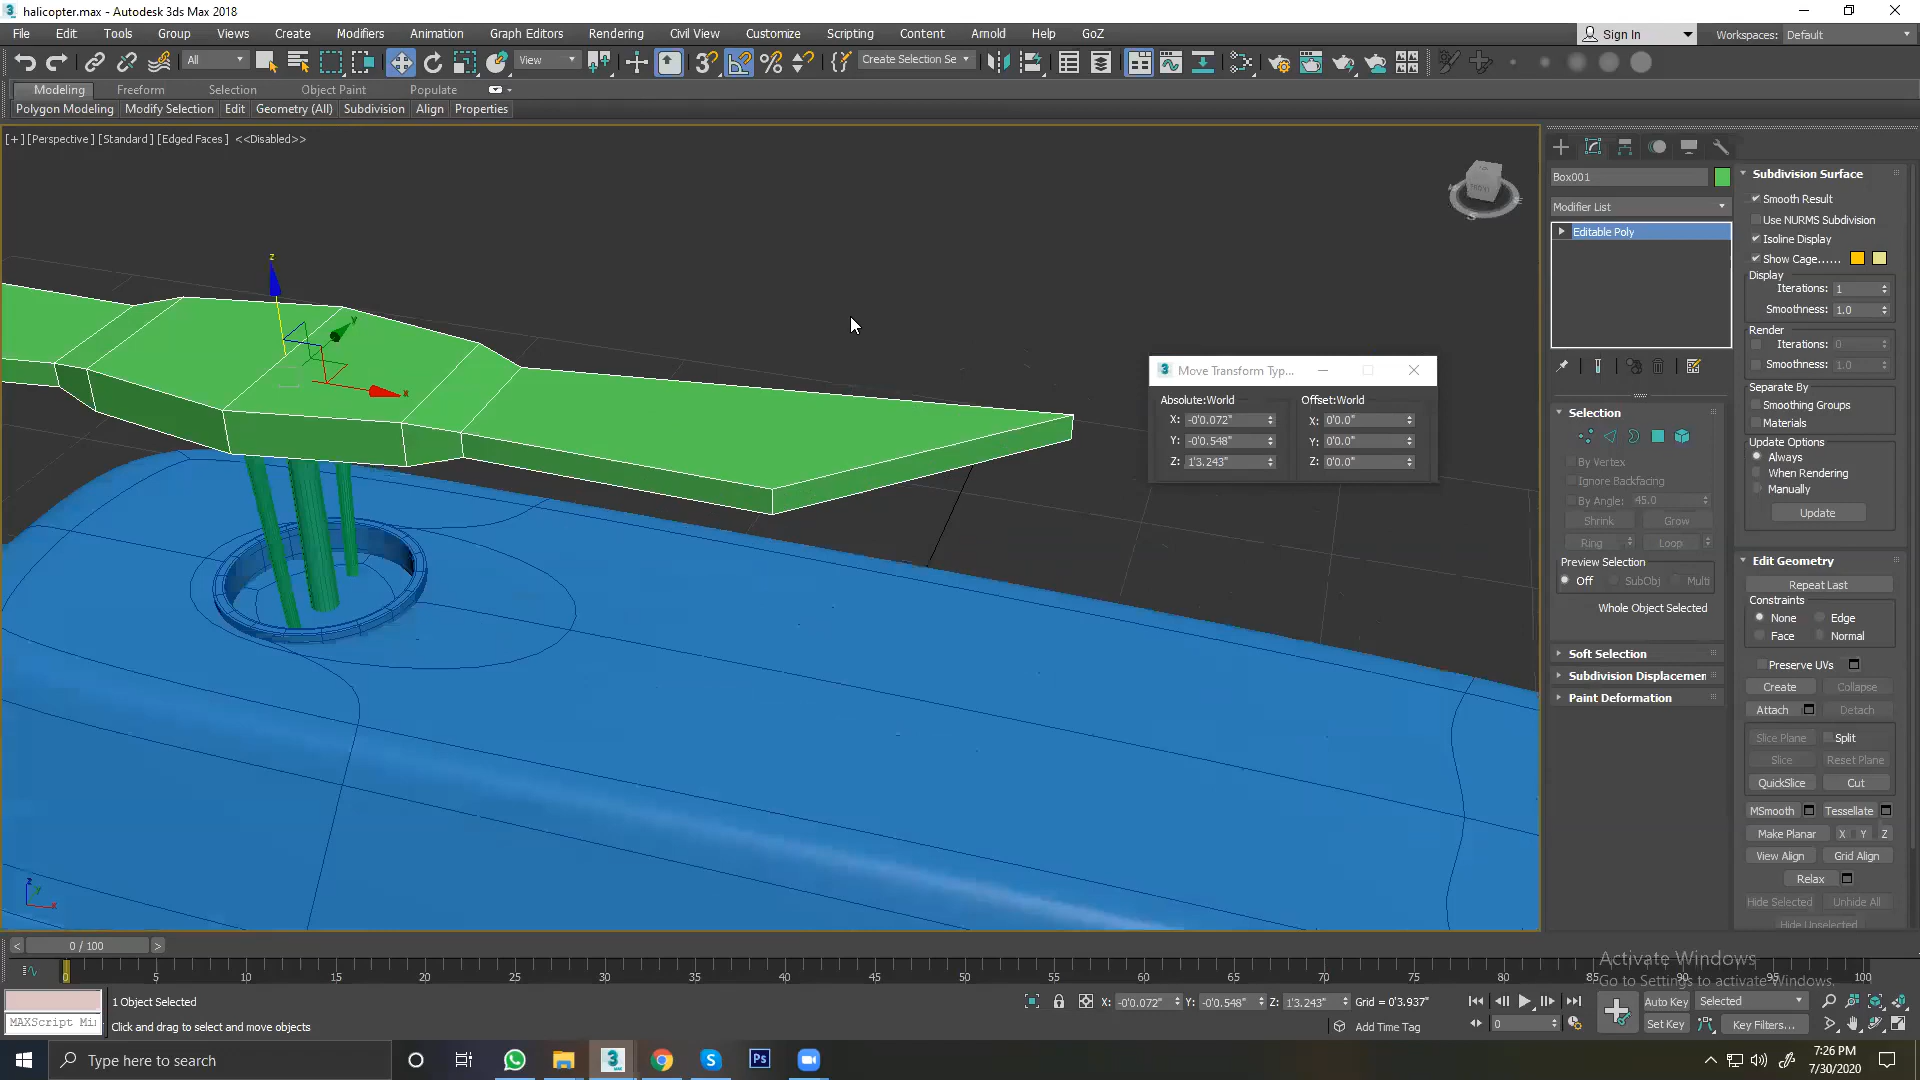 halicopter.max - Autodesk 3ds Max 2018
File Edit Tools Group Views Create Modifiers Animation Graph Editors Rendering Civil View Customize Scripting Content Arnold Help GoZ
Sign In Workspaces: Default
All View Create Selection Se
Modeling Freeform Selection Object Paint Populate
Polygon Modeling Modify Selection Edit Geometry (All) Subdivision Align Properties
[+] [Perspective] [Standard] [Edged Faces] <<Disabled>>
Box001
Modifier List
Editable Poly
Selection
By Vertex
Ignore Backfacing
By Angle: 45.0
Shrink Grow
Ring Loop
Preview Selection
Off SubObj Multi
Whole Object Selected
Soft Selection
Subdivision Displacemen
Paint Deformation
Subdivision Surface
Smooth Result
Use NURMS Subdivision
Isoline Display
Show Cage......
Display
Iterations: 1
Smoothness: 1.0
Render
Iterations: 0
Smoothness: 1.0
Separate By
Smoothing Groups
Materials
Update Options
Always
When Rendering
Manually
Update
Edit Geometry
Repeat Last
Constraints
None Edge
Face Normal
Preserve UVs
Create Collapse
Attach Detach
Slice Plane Split
Slice Reset Plane
QuickSlice Cut
MSmooth Tessellate
Make Planar X Y Z
View Align Grid Align
Relax
Hide Selected Unhide All
Hide Unselected
Move Transform Typ...
Absolute:World Offset:World
X: -0'0.072" X: 0'0.0"
Y: -0'0.548" Y: 0'0.0"
Z: 1'3.243" Z: 0'0.0"
z
y
x
0 / 100
0 5 10 15 20 25 30 35 40 45 50 55 60 65 70 75 80 85 90 95 100
Activate Windows
Go to Settings to activate Windows.
1 Object Selected
X: -0'0.072" Y: -0'0.548" Z: 1'3.243" Grid = 0'3.937"
Auto Key Selected
MAXScript Mi
Click and drag to select and move objects
Add Time Tag
0
Set Key Key Filters...
Type here to search
7:26 PM
7/30/2020